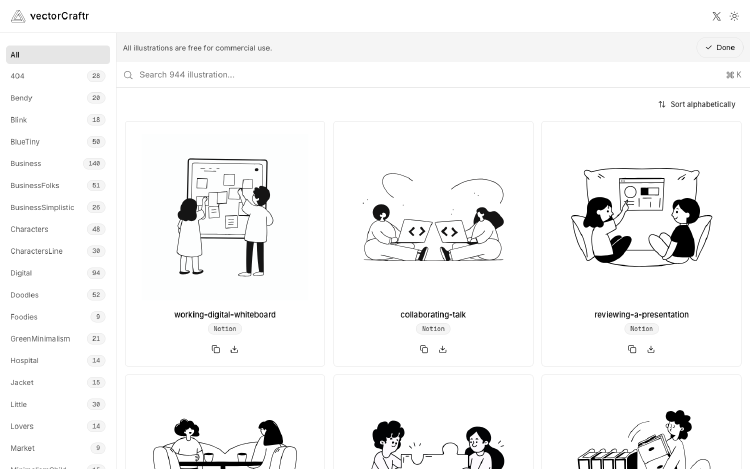 vectorCraftr
All illustrations are free for commercial use.
Done
Search 944 illustration...
⌘ K
Sort alphabetically
All
404 28
Bendy 20
Blink 18
BlueTiny 50
Business 140
BusinessFolks 51
BusinessSimplistic 26
Characters 48
CharactersLine 30
Digital 94
Doodles 52
Foodies 9
GreenMinimalism 21
Hospital 14
Jacket 15
Little 30
Lovers 14
Market 9
working-digital-whiteboard
Notion
collaborating-talk
Notion
reviewing-a-presentation
Notion